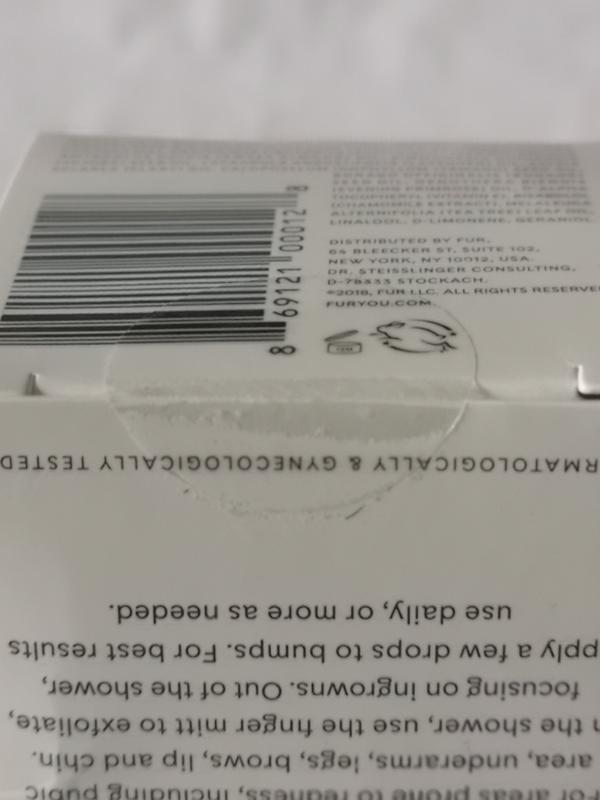 (EVENING PRIMROSE) OIL, D-ALPHA
TOCOPHERYL (VITAMIN E),
(CHAMOMILE EXTRACT), MELALEUCA
ALTERNIFOLIA (TEA TREE) LEAF OIL,
LINALOOL, D-LIMONENE, GERANIOL
DISTRIBUTED BY FUR,
64 BLEECKER ST, SUITE 102,
NEW YORK, NY 10012, USA.
DR. STEISSLINGER CONSULTING,
D-78333 STOCKACH.
©2018, FUR LLC. ALL RIGHTS RESERVE
FURYOU.COM.
8 69121 00012 8
For areas prone to redness, including pubic
area, underarms, legs, brows, lip and chin.
n the shower, use the finger mitt to exfoliate,
focusing on ingrowns. Out of the shower,
pply a few drops to bumps. For best results
use daily, or more as needed.
RMATOLOGICALLY & GYNECOLOGICALLY TESTED